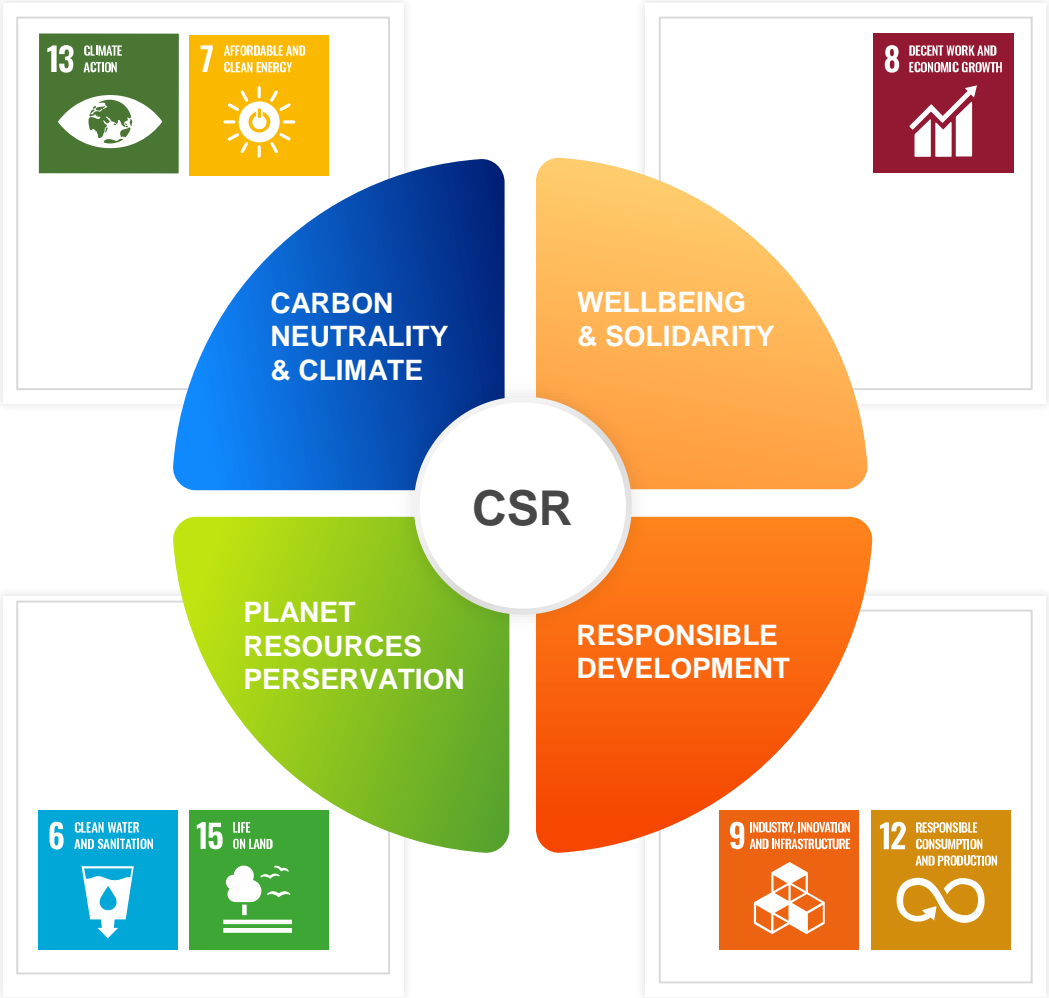 13 CLIMATE
ACTION
7 AFFORDABLE AND
CLEAN ENERGY
8 DECENT WORK AND
ECONOMIC GROWTH
CARBON
NEUTRALITY
& CLIMATE
WELLBEING
& SOLIDARITY
CSR
PLANET
RESOURCES
PERSERVATION
RESPONSIBLE
DEVELOPMENT
6 CLEAN WATER
AND SANITATION
15 LIFE
ON LAND
9 INDUSTRY, INNOVATION
AND INFRASTRUCTURE
12 RESPONSIBLE
CONSUMPTION
AND PRODUCTION